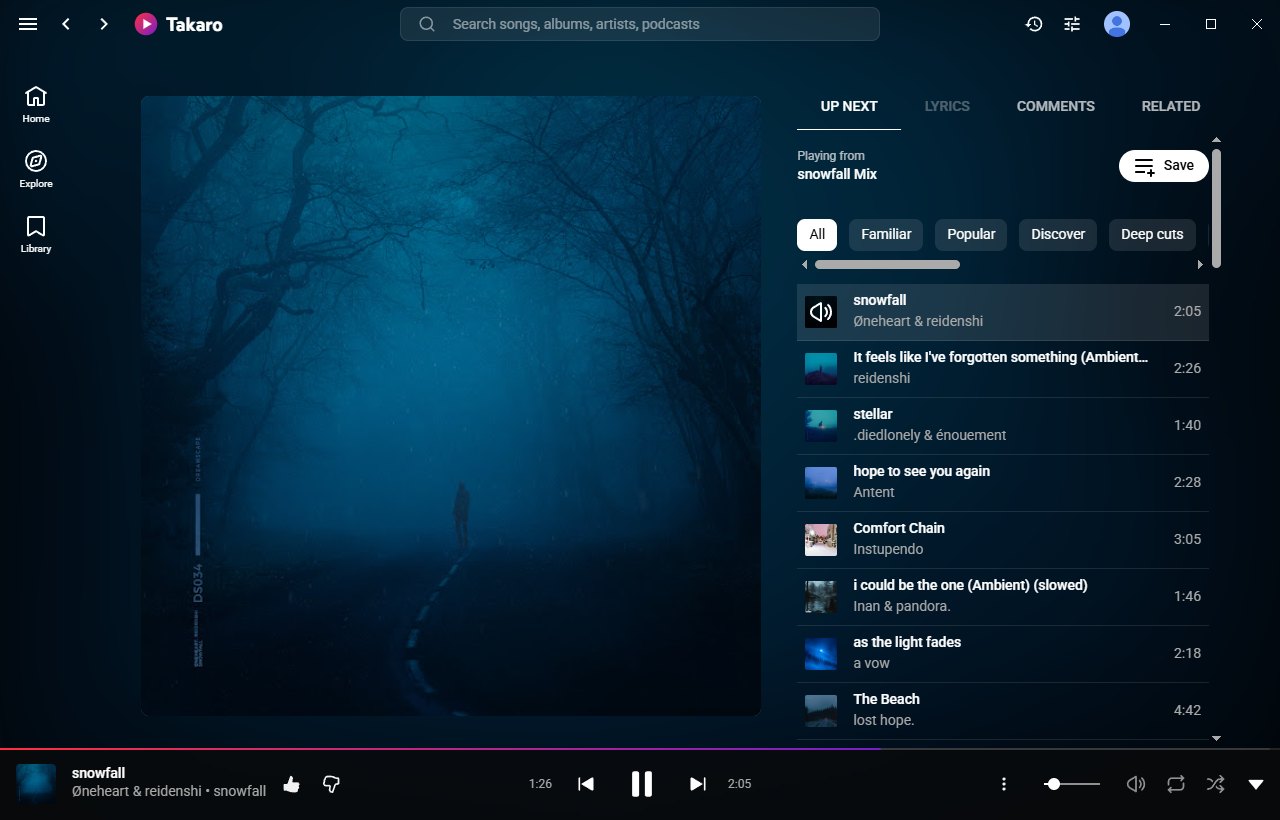 Takaro
Search songs, albums, artists, podcasts
Home
Explore
Library
DREAMSCAPE
DS034
UP NEXT
LYRICS
COMMENTS
RELATED
Playing from
snowfall Mix
Save
All
Familiar
Popular
Discover
Deep cuts
snowfall
Øneheart & reidenshi
2:05
It feels like I've forgotten something (Ambient...
reidenshi
2:26
stellar
.diedlonely & énouement
1:40
hope to see you again
Antent
2:28
Comfort Chain
Instupendo
3:05
i could be the one (Ambient) (slowed)
Inan & pandora.
1:46
as the light fades
a vow
2:18
The Beach
lost hope.
4:42
snowfall
Øneheart & reidenshi • snowfall
1:26
2:05